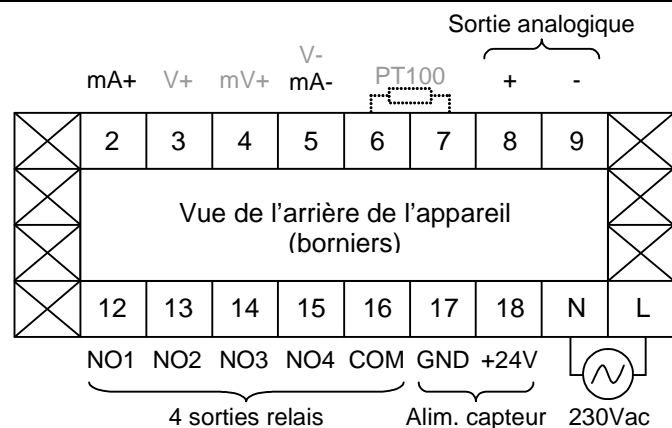 Sortie analogique
V-
mA+ V+ mV+ mA- PT100 + -
2 3 4 5 6 7 8 9
Vue de l'arrière de l'appareil
(borniers)
12 13 14 15 16 17 18 N L
NO1 NO2 NO3 NO4 COM GND +24V
4 sorties relais Alim. capteur 230Vac